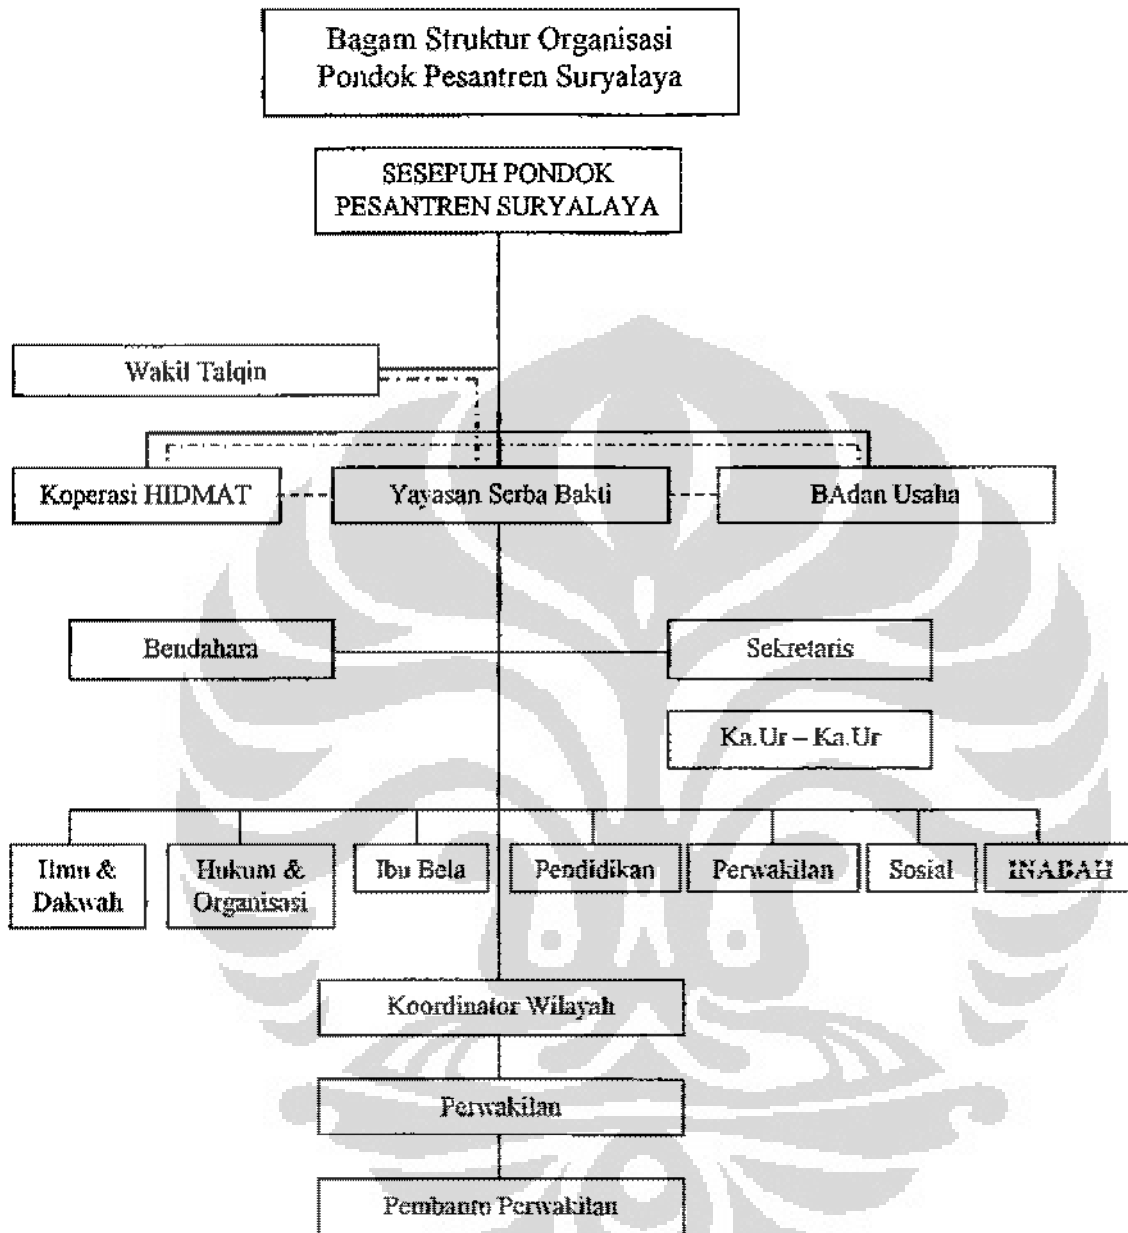 Bagam Struktur Organisasi
Pondok Pesantren Suryalaya
SESEPUH PONDOK
PESANTREN SURYALAYA
Wakil Talqin
Koperasi HIDMAT
Yayasan Serba Bakti
BAdan Usaha
Bendahara
Sekretaris
Ka.Ur – Ka.Ur
Ilmu &
Dakwah
Hukum &
Organisasi
Ibu Bela
Pendidikan
Perwakilan
Sosial
INABAH
Koordinator Wilayah
Perwakilan
Pembantu Perwakilan